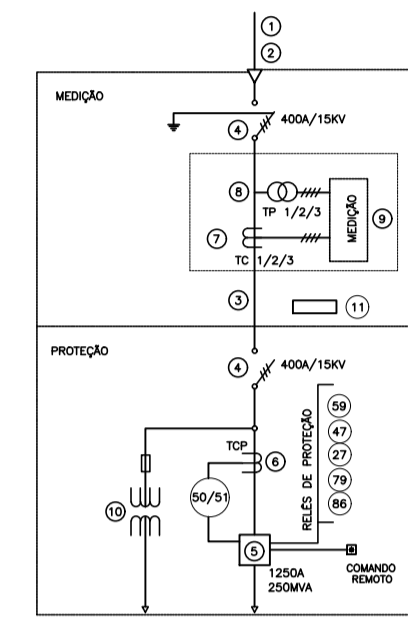 1
2
MEDIÇÃO
4 400A/15KV
8
TP 1/2/3
MEDIÇÃO
9
7
TC 1/2/3
3
11
PROTEÇÃO
4 400A/15KV
RELÉS DE PROTEÇÃO
59
47
27
79
86
TCP
6
50/51
10
5
1250A
250MVA
COMANDO
REMOTO